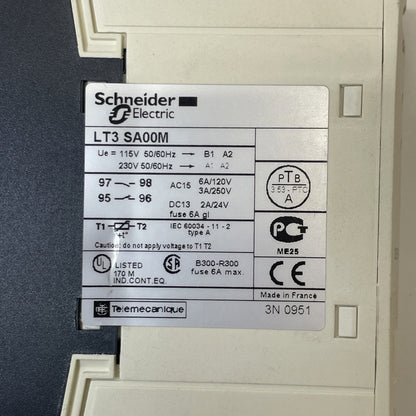 Schneider
Electric
LT3 SA00M
Ue = 115V 50/60Hz → B1 A2
230V 50/60Hz → A1 A2
97 98 AC15 6A/120V
3A/250V
95 96 DC13 2A/24V
fuse 6A gl
T1 T2 IEC 60034 - 11 - 2
+t° type A
Caution: do not apply voltage to T1 T2
PTB
3.53 - PTC
A
PCT
ME25
UL LISTED
170 M
IND.CONT.EQ.
SA B300-R300
fuse 6A max.
CE
Made in France
Telemecanique
3N 0951